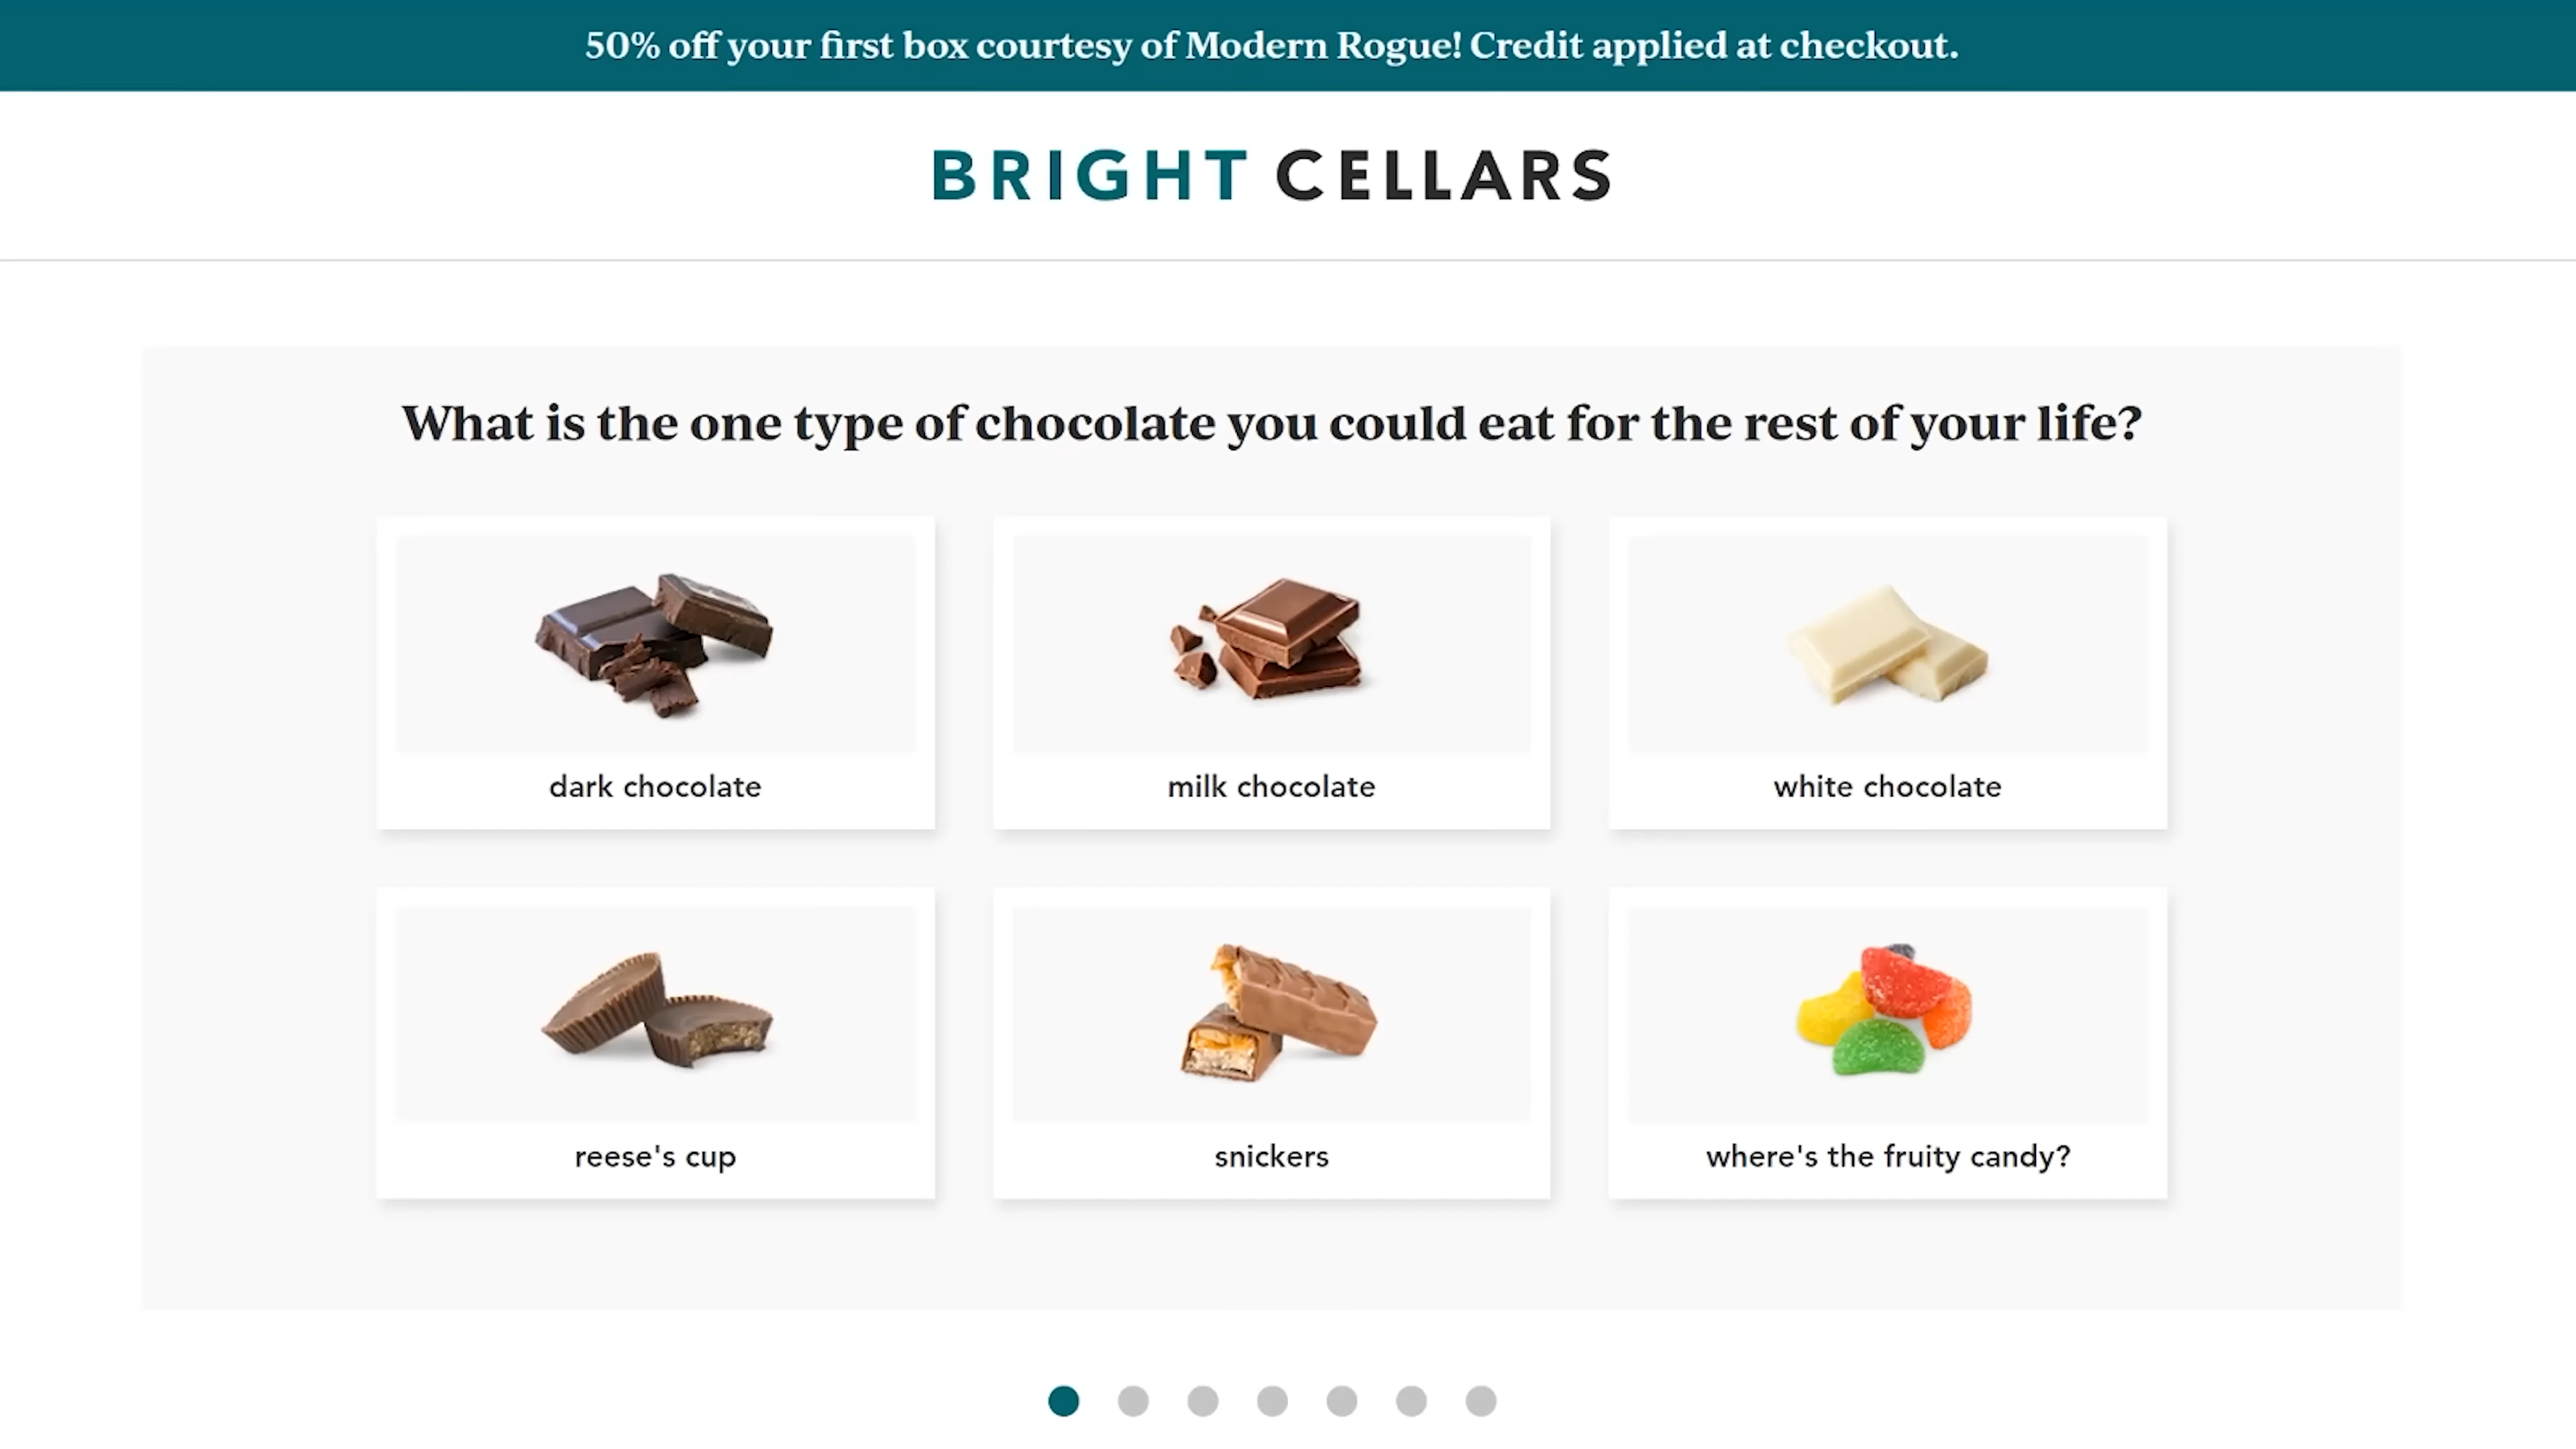 50% off your first box courtesy of Modern Rogue! Credit applied at checkout.
BRIGHT CELLARS
What is the one type of chocolate you could eat for the rest of your life?
dark chocolate
milk chocolate
white chocolate
reese's cup
snickers
where's the fruity candy?